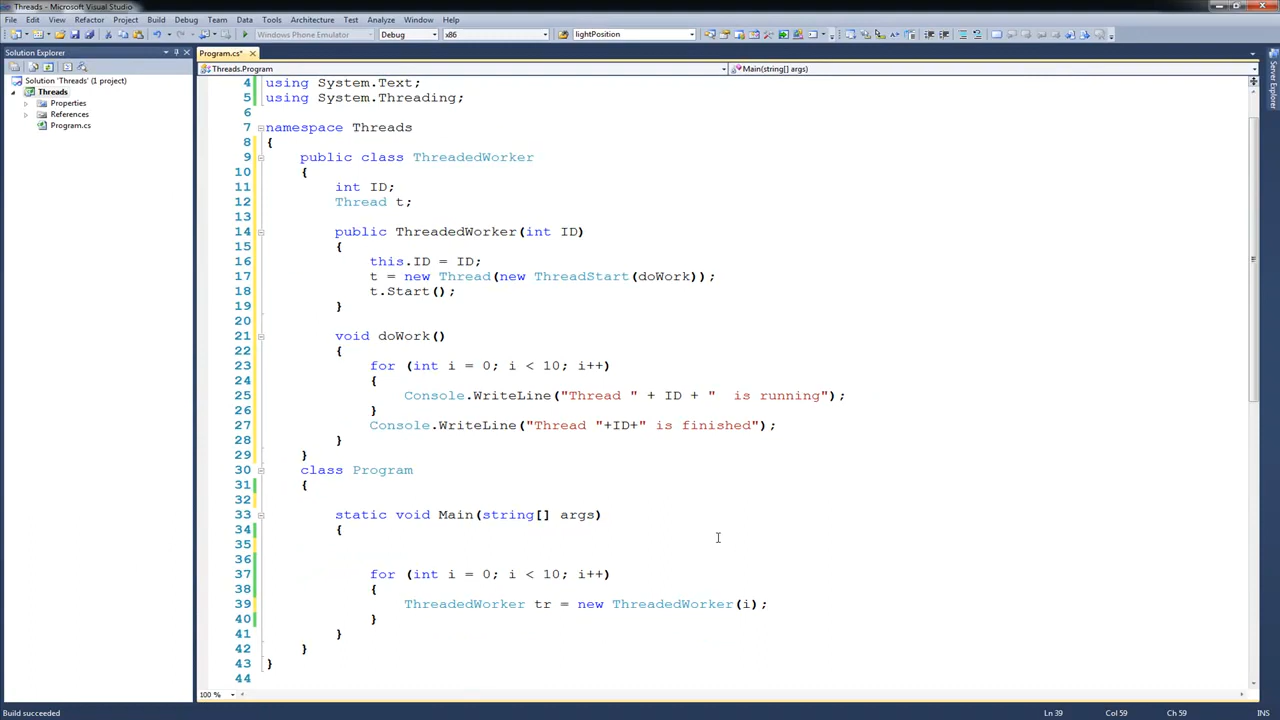 Threads - Microsoft Visual Studio
File Edit View Refactor Project Build Debug Team Data Tools Architecture Test Analyze Window Help
Windows Phone Emulator Debug x86 lightPosition
Solution Explorer
Program.cs*
Server Explorer
Solution 'Threads' (1 project)
Threads
Properties
References
Program.cs
Threads.Program Main(string[] args)
4 using System.Text;
5 using System.Threading;
6
7 namespace Threads
8 {
9 public class ThreadedWorker
10 {
11 int ID;
12 Thread t;
13
14 public ThreadedWorker(int ID)
15 {
16 this.ID = ID;
17 t = new Thread(new ThreadStart(doWork));
18 t.Start();
19 }
20
21 void doWork()
22 {
23 for (int i = 0; i < 10; i++)
24 {
25 Console.WriteLine("Thread " + ID + "  is running");
26 }
27 Console.WriteLine("Thread "+ID+" is finished");
28 }
29 }
30 class Program
31 {
32
33 static void Main(string[] args)
34 {
35
36
37 for (int i = 0; i < 10; i++)
38 {
39 ThreadedWorker tr = new ThreadedWorker(i);
40 }
41 }
42 }
43 }
44
100 %
Build succeeded Ln 39 Col 59 Ch 59 INS